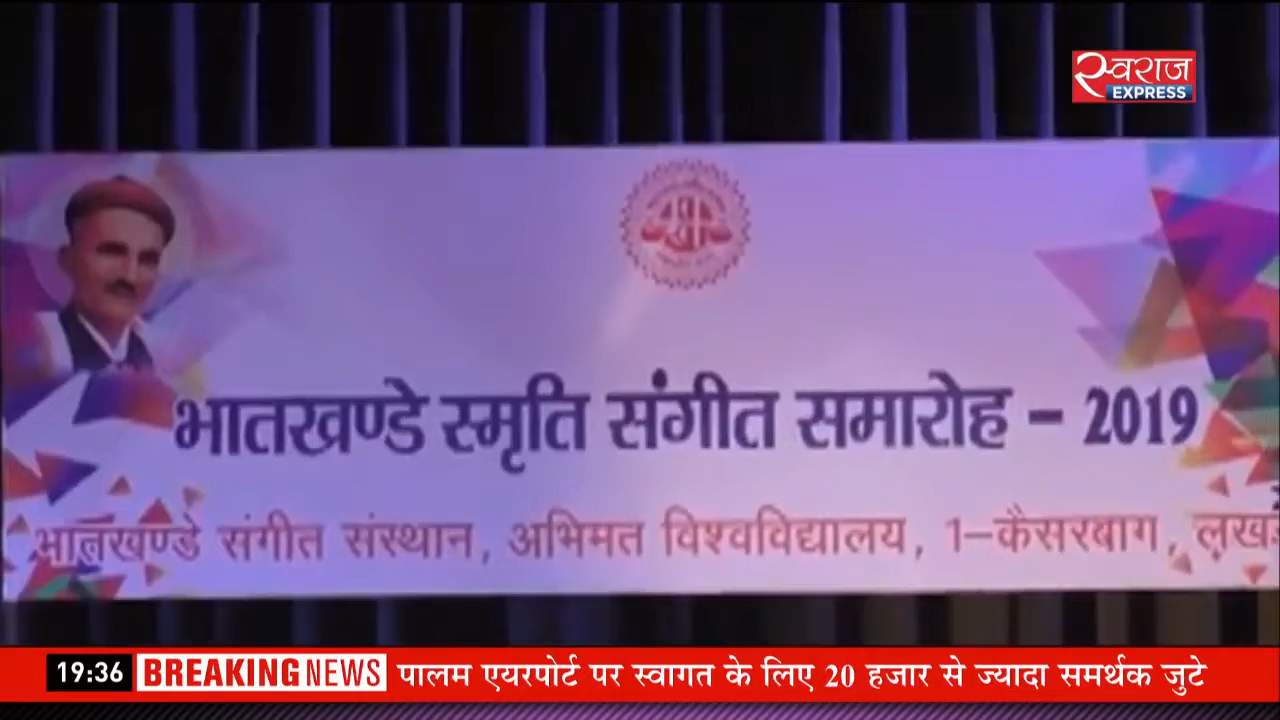 स्वराज
EXPRESS
भातखण्डे स्मृति संगीत समारोह - 2019
भातखण्डे संगीत संस्थान, अभिमत विश्वविद्यालय, 1-कैसरबाग,
19:36 BREAKING NEWS पालम एयरपोर्ट पर स्वागत के लिए 20 हजार से ज्यादा समर्थक जुटे